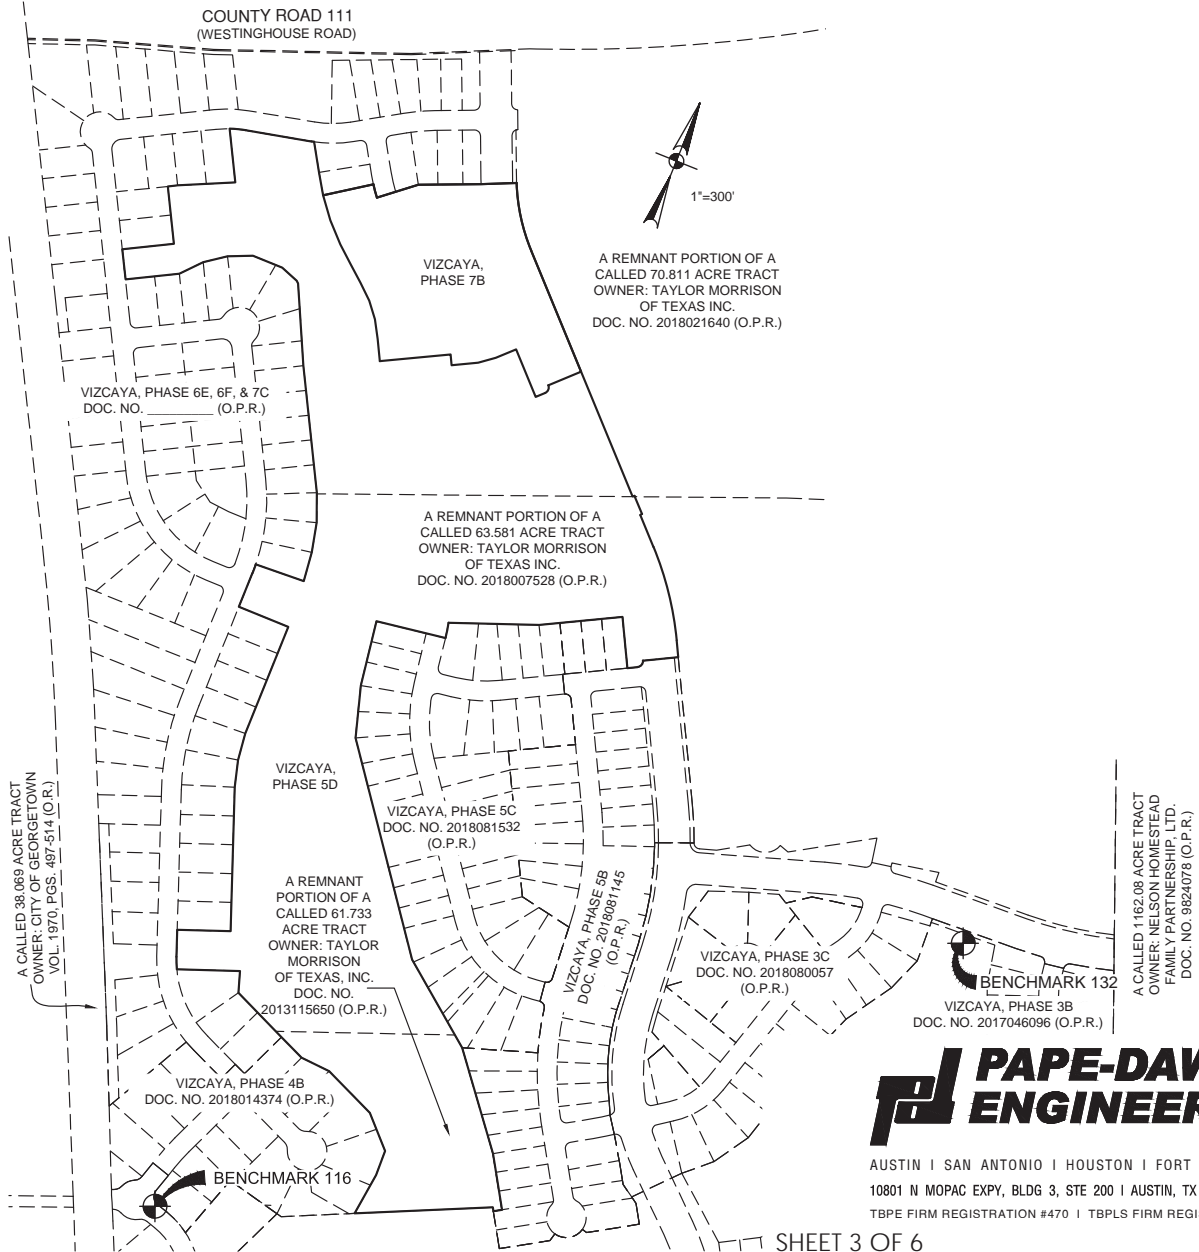 COUNTY ROAD 111
(WESTINGHOUSE ROAD)
1"=300'
VIZCAYA,
PHASE 7B
A REMNANT PORTION OF A
CALLED 70.811 ACRE TRACT
OWNER: TAYLOR MORRISON
OF TEXAS INC.
DOC. NO. 2018021640 (O.P.R.)
VIZCAYA, PHASE 6E, 6F, & 7C
DOC. NO. __________ (O.P.R.)
A REMNANT PORTION OF A
CALLED 63.581 ACRE TRACT
OWNER: TAYLOR MORRISON
OF TEXAS INC.
DOC. NO. 2018007528 (O.P.R.)
VIZCAYA,
PHASE 5D
VIZCAYA, PHASE 5C
DOC. NO. 2018081532
(O.P.R.)
A CALLED 38.069 ACRE TRACT
OWNER: CITY OF GEORGETOWN
VOL. 1970, PGS. 497-514 (O.R.)
A REMNANT
PORTION OF A
CALLED 61.733
ACRE TRACT
OWNER: TAYLOR
MORRISON
OF TEXAS, INC.
DOC. NO.
2013115650 (O.P.R.)
VIZCAYA, PHASE 5B
DOC. NO. 2018081145
(O.P.R.)
VIZCAYA, PHASE 3C
DOC. NO. 2018080057
(O.P.R.)
A CALLED 1162.08 ACRE TRACT
OWNER: NELSON HOMESTEAD
FAMILY PARTNERSHIP, LTD.
DOC. NO. 9824078 (O.P.R.)
BENCHMARK 132
VIZCAYA, PHASE 3B
DOC. NO. 2017046096 (O.P.R.)
VIZCAYA, PHASE 4B
DOC. NO. 2018014374 (O.P.R.)
BENCHMARK 116
pd
PAPE-DAW
ENGINEER
AUSTIN I SAN ANTONIO I HOUSTON I FORT
10801 N MOPAC EXPY, BLDG 3, STE 200 I AUSTIN, TX
TBPE FIRM REGISTRATION #470 I TBPLS FIRM REGI
SHEET 3 OF 6